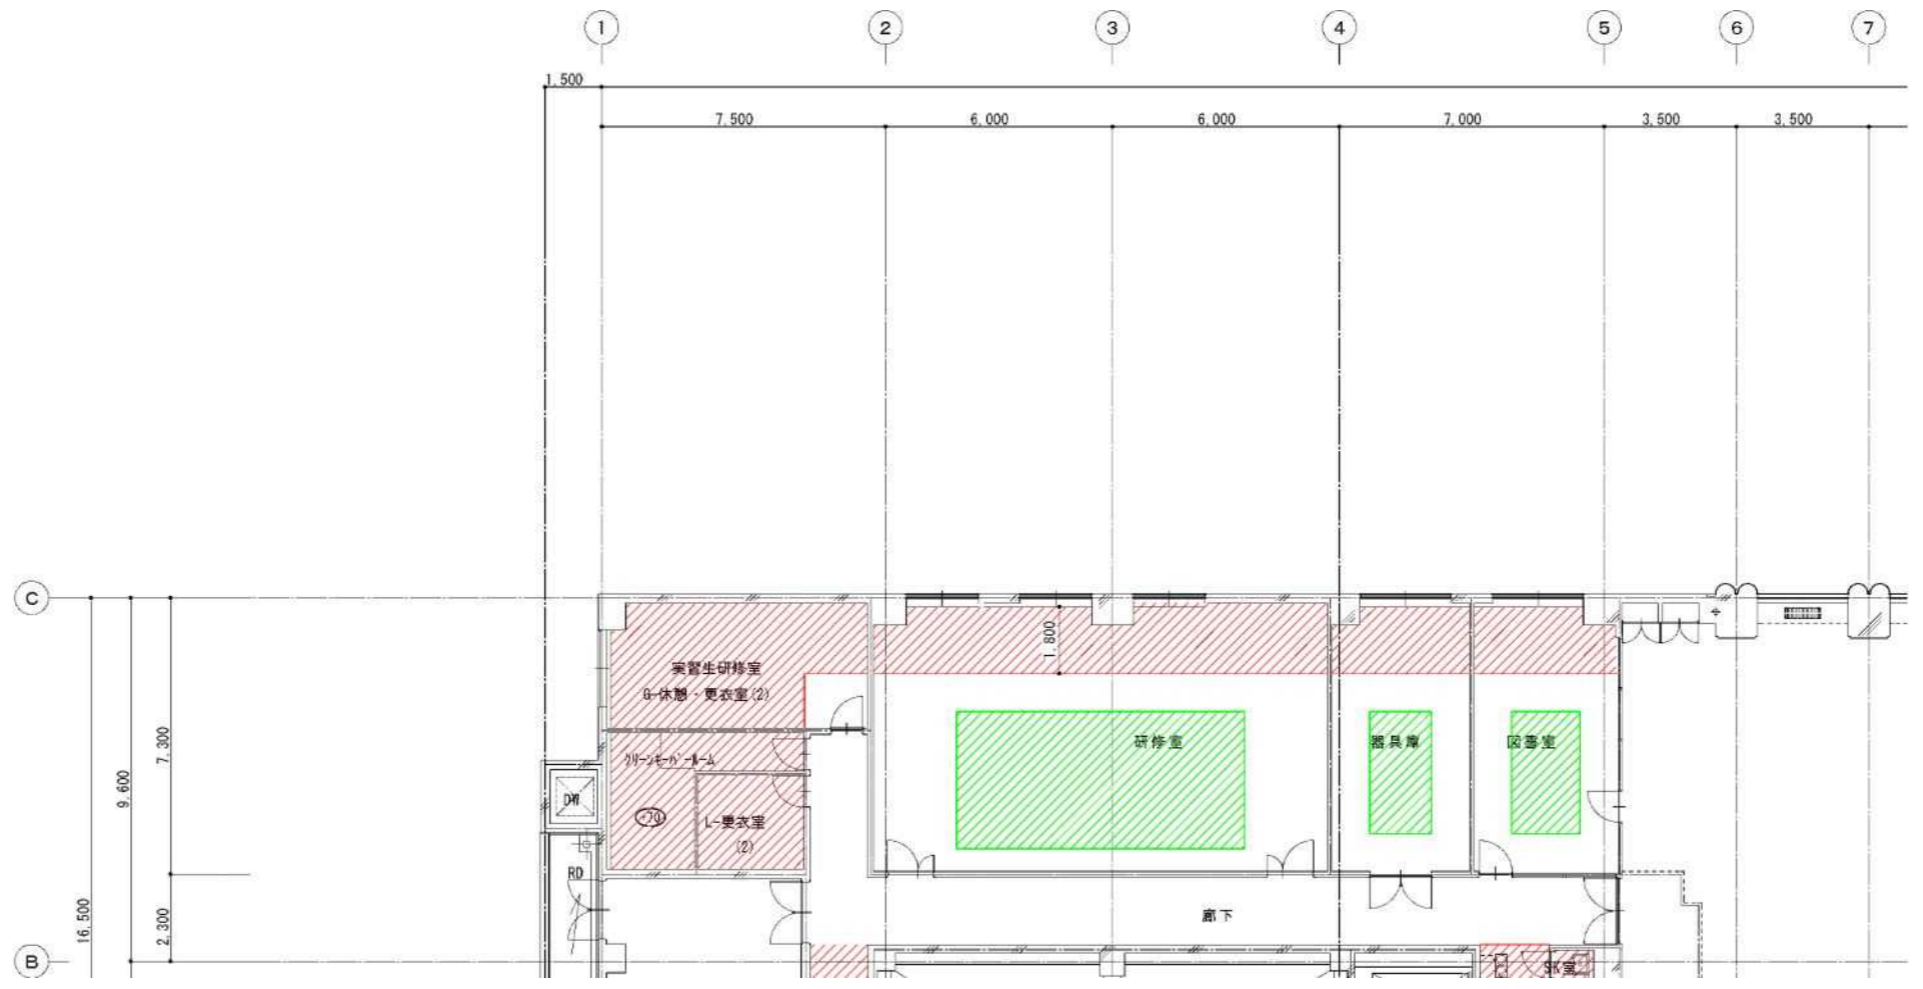 1 2 3 4 5 6 7
1,500
7,500 6,000 6,000 7,000 3,500 3,500
C
1,800
実習生研修室
G-休憩・更衣室(2)
7,300
9,600
研修室 器具庫 図書室
クリーンキーパールーム
DW
+70
L-更衣室
(2)
RD
廊下
2,300
16,500
B
SK室